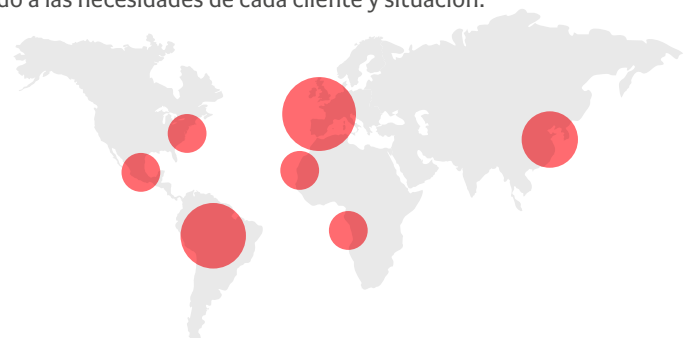 do a las necesidades de cada cliente y situación.